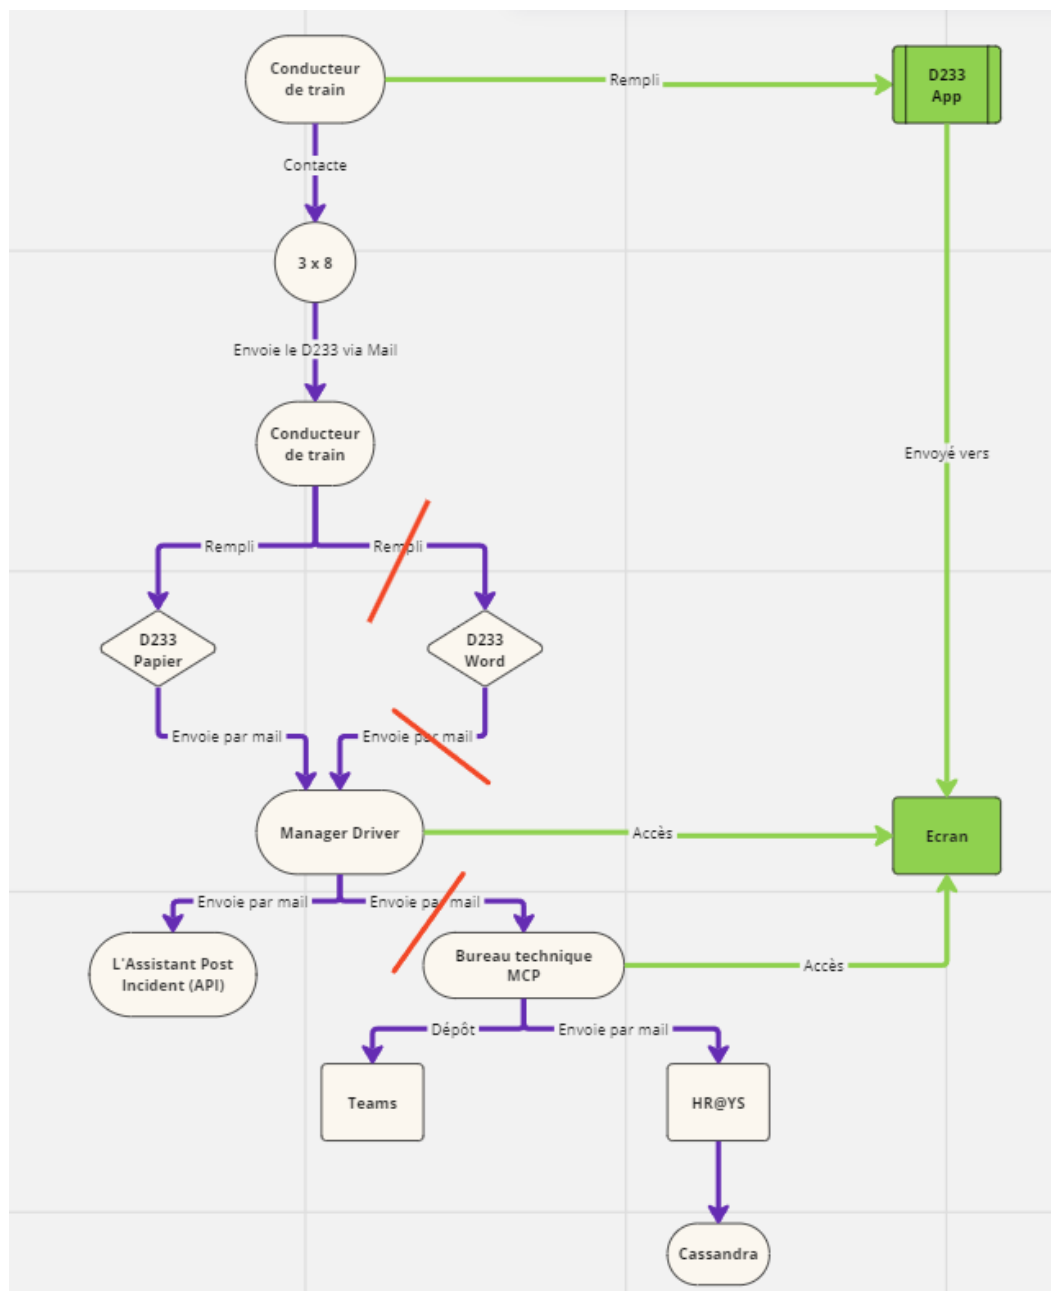 Conducteur
de train
Rempli
D233
App
Contacte
3 x 8
Envoie le D233 via Mail
Conducteur
de train
Envoyé vers
Rempli
Rempli
D233
Papier
D233
Word
Envoie par mail
Envoie par mail
Manager Driver
Accès
Ecran
Envoie par mail
Envoie par mail
L'Assistant Post
Incident (API)
Bureau technique
MCP
Accès
Dépôt
Envoie par mail
Teams
HR@YS
Cassandra